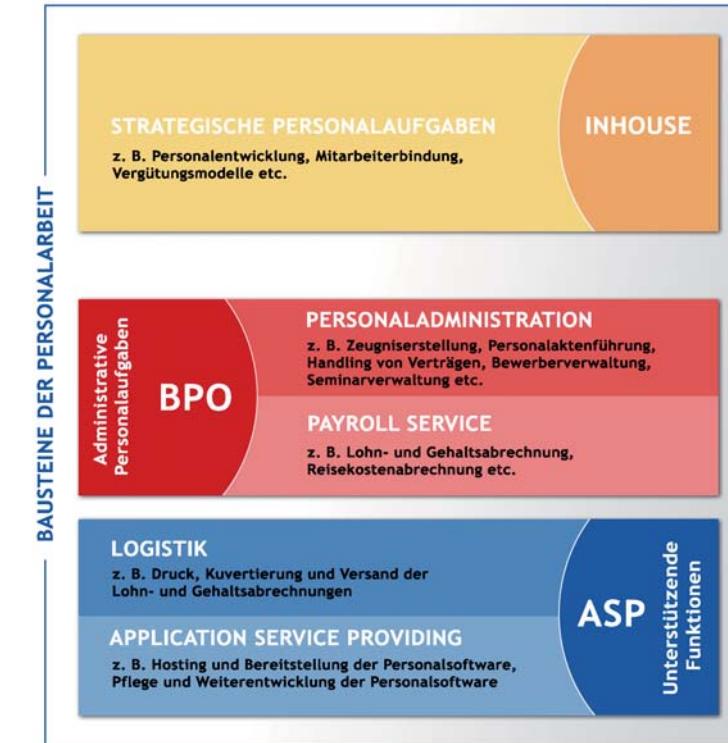 BAUSTEINE DER PERSONALARBEIT
STRATEGISCHE PERSONALAUFGABEN
z. B. Personalentwicklung, Mitarbeiterbindung,
Vergütungsmodelle etc.
INHOUSE
Administrative
Personalaufgaben
BPO
PERSONALADMINISTRATION
z. B. Zeugniserstellung, Personalaktenführung,
Handling von Verträgen, Bewerberverwaltung,
Seminarverwaltung etc.
PAYROLL SERVICE
z. B. Lohn- und Gehaltsabrechnung,
Reisekostenabrechnung etc.
LOGISTIK
z. B. Druck, Kuvertierung und Versand der
Lohn- und Gehaltsabrechnungen
APPLICATION SERVICE PROVIDING
z. B. Hosting und Bereitstellung der Personalsoftware,
Pflege und Weiterentwicklung der Personalsoftware
ASP
Unterstützende
Funktionen